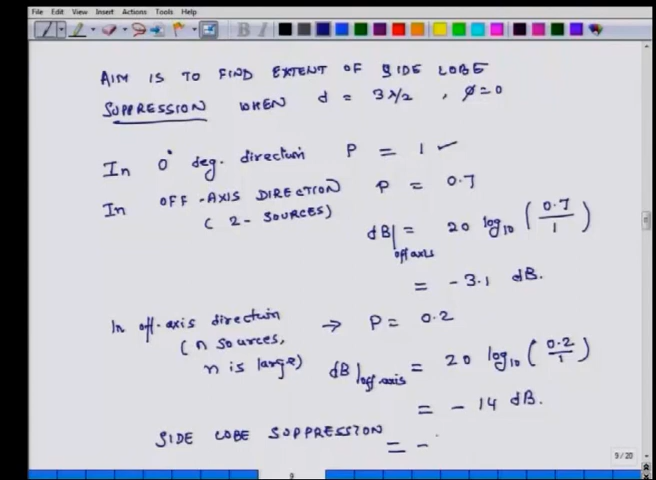 File Edit View Insert Actions Tools Help
AIM IS TO FIND EXTENT OF SIDE LOBE
SUPPRESSION WHEN d = 3λ/2 , φ=0
In 0° deg. direction P = 1 ✓
In OFF-AXIS DIRECTION P = 0.7
( 2 - SOURCES)
dB|off axis = 20 log10 (0.7/1)
= -3.1 dB.
In off-axis direction → P = 0.2
(n sources,
n is large)
dB|off-axis = 20 log10 (0.2/1)
= - 14 dB.
SIDE LOBE SUPPRESSION
= -
9/20
9